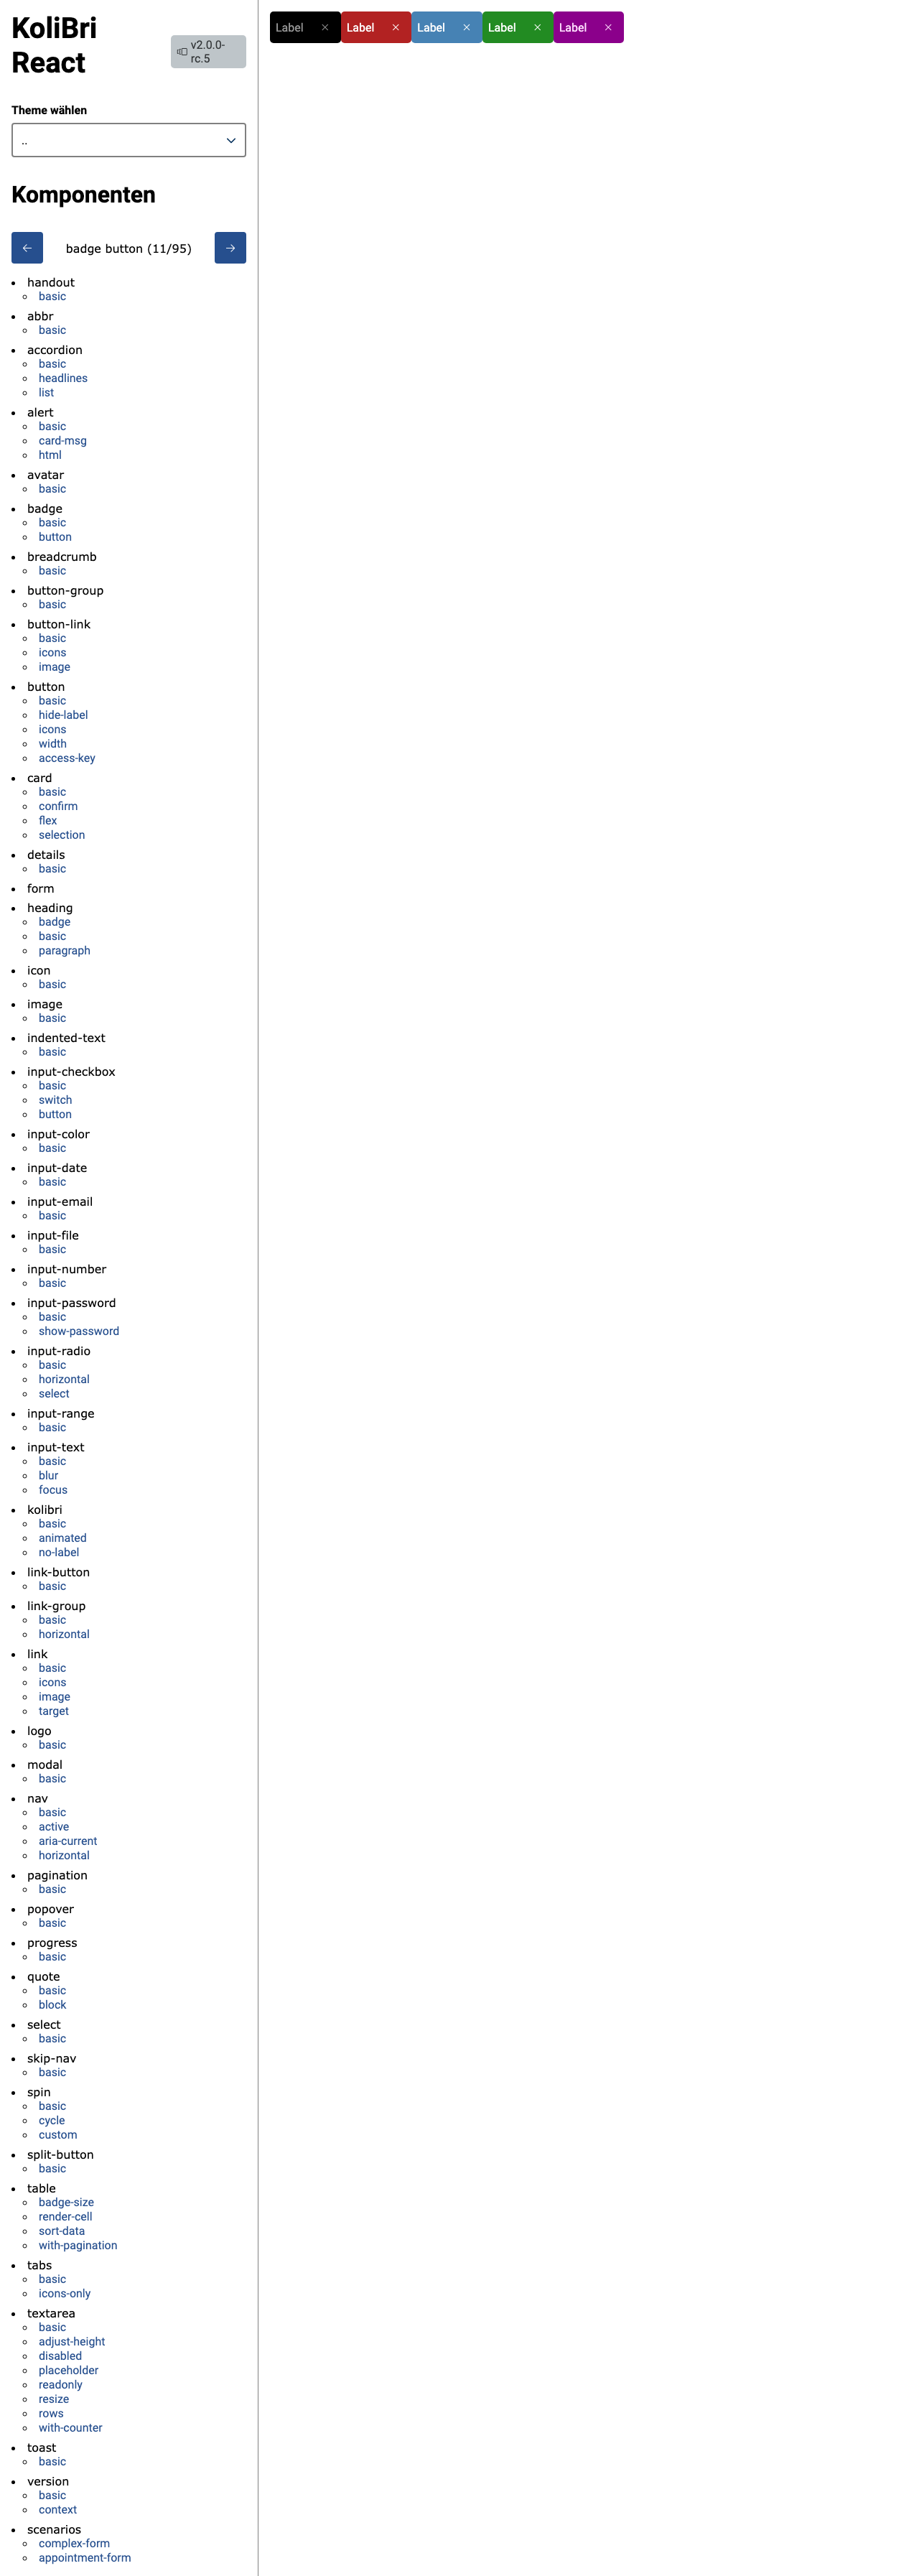 KoliBri
React
v2.0.0-
rc.5
Theme wählen
..
Komponenten
badge button (11/95)
handout
basic
abbr
basic
accordion
basic
headlines
list
alert
basic
card-msg
html
avatar
basic
badge
basic
button
breadcrumb
basic
button-group
basic
button-link
basic
icons
image
button
basic
hide-label
icons
width
access-key
card
basic
confirm
flex
selection
details
basic
form
heading
badge
basic
paragraph
icon
basic
image
basic
indented-text
basic
input-checkbox
basic
switch
button
input-color
basic
input-date
basic
input-email
basic
input-file
basic
input-number
basic
input-password
basic
show-password
input-radio
basic
horizontal
select
input-range
basic
input-text
basic
blur
focus
kolibri
basic
animated
no-label
link-button
basic
link-group
basic
horizontal
link
basic
icons
image
target
logo
basic
modal
basic
nav
basic
active
aria-current
horizontal
pagination
basic
popover
basic
progress
basic
quote
basic
block
select
basic
skip-nav
basic
spin
basic
cycle
custom
split-button
basic
table
badge-size
render-cell
sort-data
with-pagination
tabs
basic
icons-only
textarea
basic
adjust-height
disabled
placeholder
readonly
resize
rows
with-counter
toast
basic
version
basic
context
scenarios
complex-form
appointment-form
Label Label Label Label Label